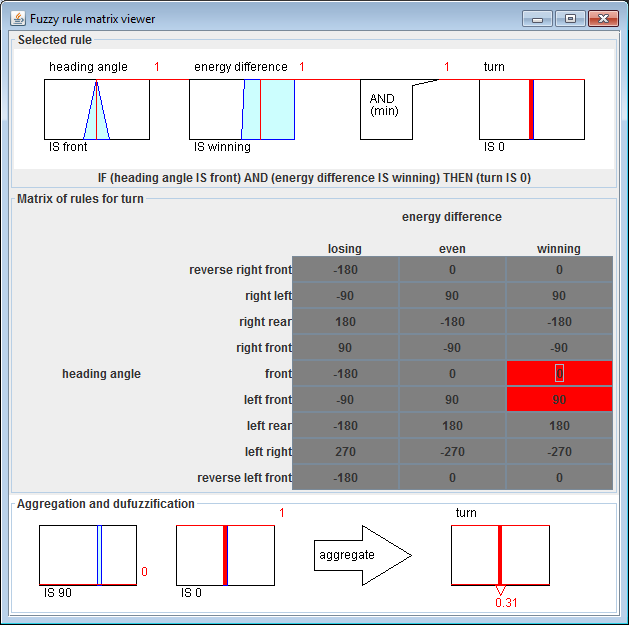 Fuzzy rule matrix viewer
Selected rule
heading angle 1 energy difference 1 1 turn
AND
(min)
IS front IS winning IS 0
IF (heading angle IS front) AND (energy difference IS winning) THEN (turn IS 0)
Matrix of rules for turn
energy difference
losing even winning
reverse right front -180 0 0
right left -90 90 90
right rear 180 -180 -180
right front 90 -90 -90
heading angle front -180 0 0
left front -90 90 90
left rear -180 180 180
left right 270 -270 -270
reverse left front -180 0 0
Aggregation and dufuzzification
1 turn
aggregate
0
IS 90 IS 0
0.31